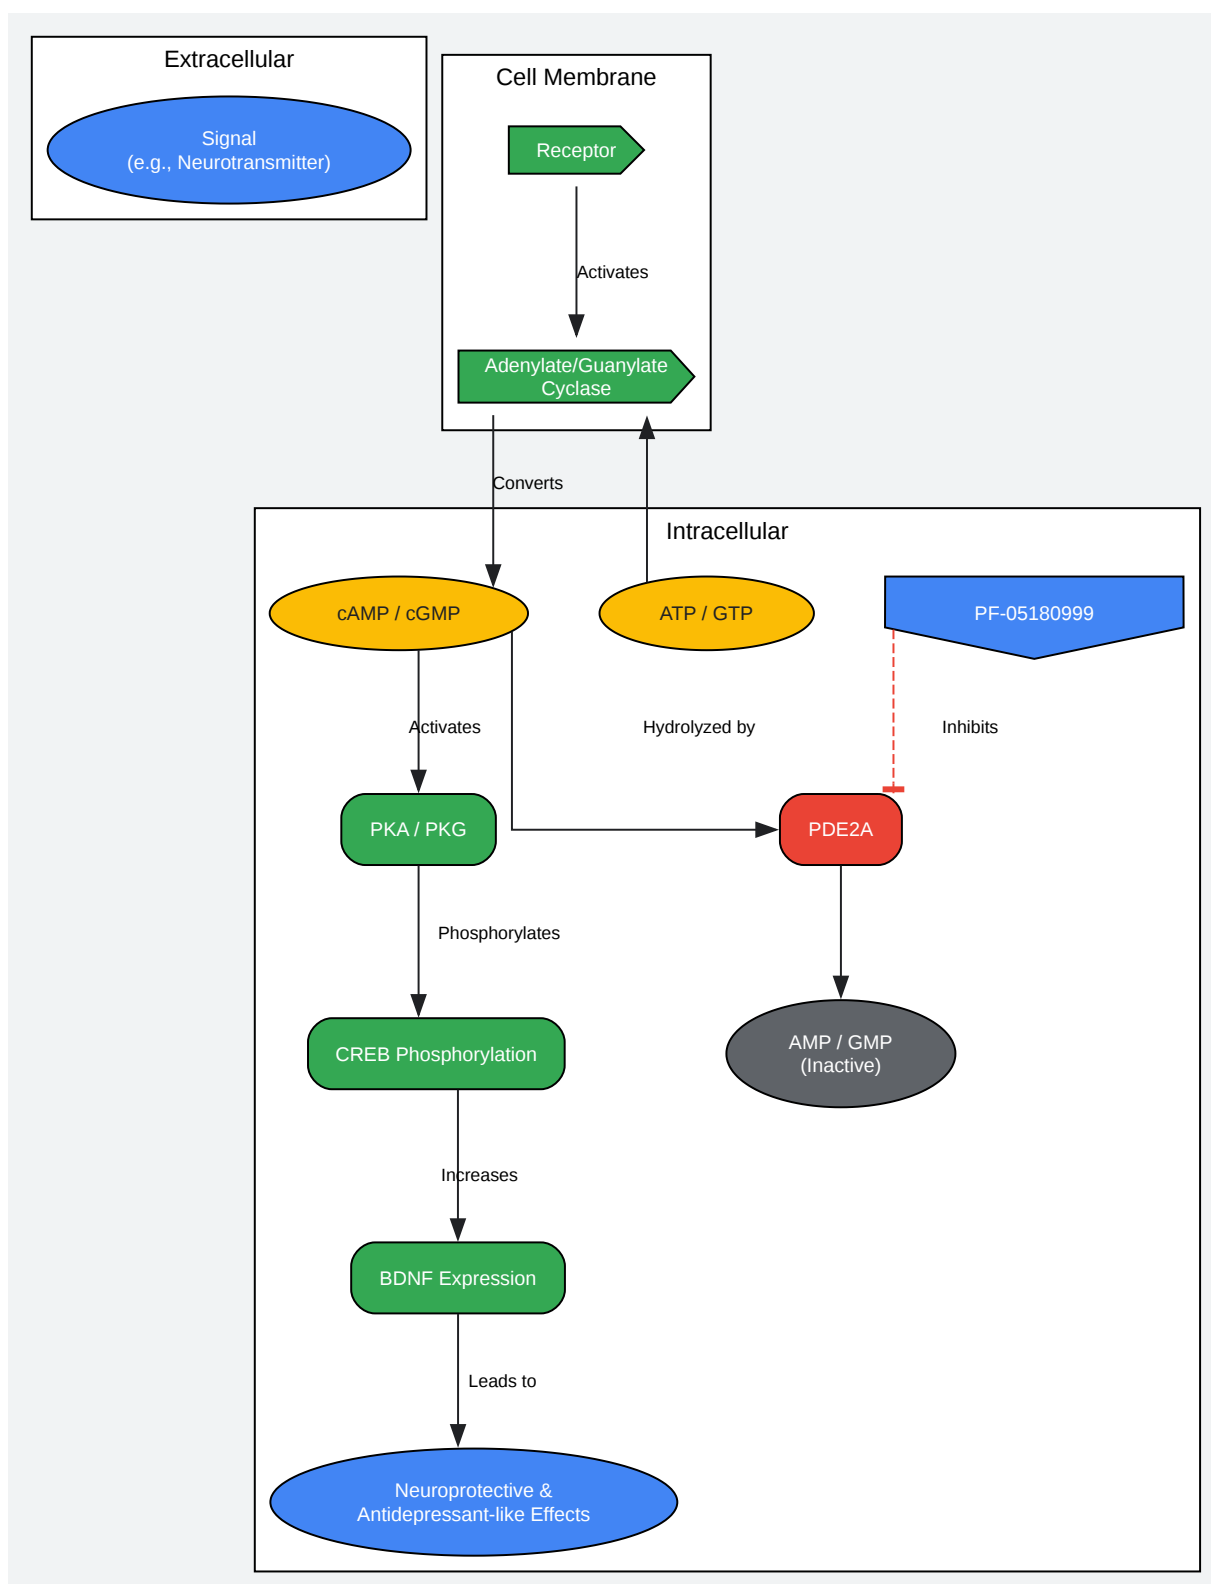 Extracellular
Signal
(e.g., Neurotransmitter)
Cell Membrane
Receptor
Activates
Adenylate/Guanylate
Cyclase
Converts
Intracellular
cAMP / cGMP
ATP / GTP
PF-05180999
Activates
Hydrolyzed by
Inhibits
PKA / PKG
PDE2A
Phosphorylates
CREB Phosphorylation
AMP / GMP
(Inactive)
Increases
BDNF Expression
Leads to
Neuroprotective &
Antidepressant-like Effects